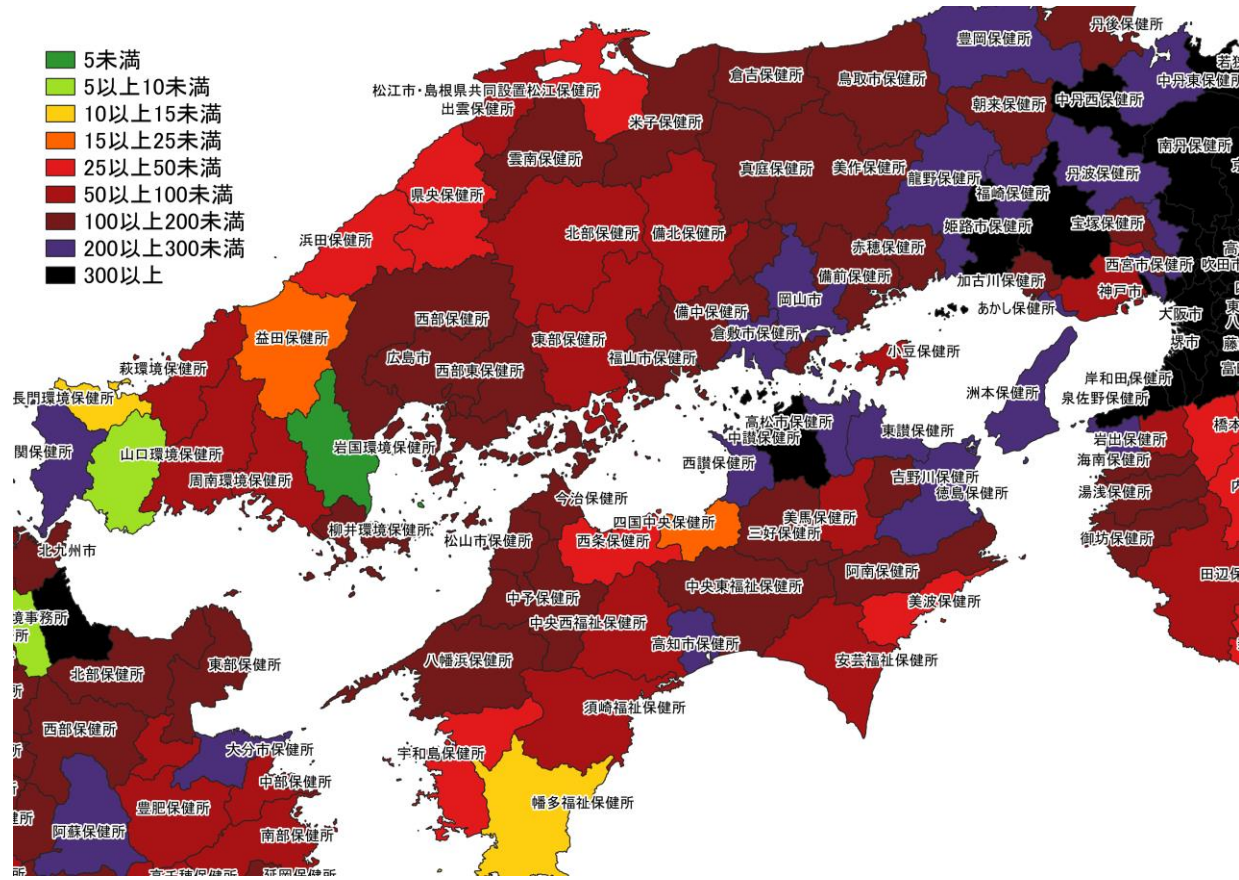 5未満
5以上10未満
10以上15未満
15以上25未満
25以上50未満
50以上100未満
100以上200未満
200以上300未満
300以上
丹後保健所
豊岡保健所
若狭
中丹東保健所
倉吉保健所
鳥取市保健所
松江市・島根県共同設置松江保健所
出雲保健所
朝来保健所
中丹西保健所
米子保健所
南丹保健所
雲南保健所
真庭保健所
美作保健所
丹波保健所
龍野保健所
福崎保健所
県央保健所
姫路市保健所
宝塚保健所
浜田保健所
北部保健所
備北保健所
赤穂保健所
西宮市保健所
吹田市
備前保健所
加古川保健所
神戸市
岡山市
あかし保健所
西部保健所
備中保健所
大阪市
益田保健所
倉敷市保健所
東部保健所
堺市
広島市
福山市保健所
小豆保健所
萩環境保健所
西部東保健所
岸和田保健所
長門環境保健所
洲本保健所
泉佐野保健所
高松市保健所
東讃保健所
橋本
中讃保健所
岩出保健所
関保健所
山口環境保健所
岩国環境保健所
西讃保健所
海南保健所
周南環境保健所
吉野川保健所
湯浅保健所
徳島保健所
今治保健所
四国中央保健所
美馬保健所
柳井環境保健所
松山市保健所
西条保健所
三好保健所
御坊保健所
北九州市
阿南保健所
田辺保
中央東福祉保健所
中予保健所
美波保健所
境事務所
中央西福祉保健所
高知市保健所
所
八幡浜保健所
安芸福祉保健所
東部保健所
北部保健所
須崎福祉保健所
西部保健所
大分市保健所
宇和島保健所
中部保健所
幡多福祉保健所
豊肥保健所
阿蘇保健所
南部保健所
高千穂保健所
延岡保健所